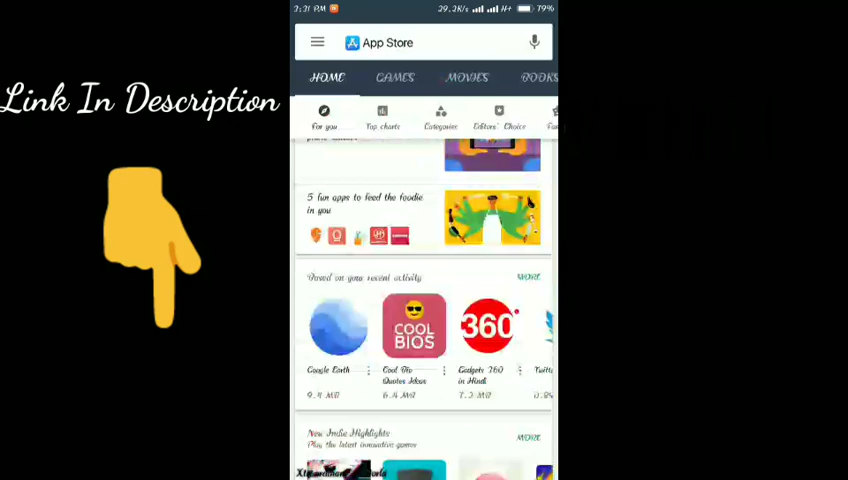 3:31 PM
29.2K/s
H+
79%
App Store
HOME
GAMES
MOVIES
BOOKS
Link In Description
For you
Top charts
Categories
Editors' Choice
5 fun apps to feed the foodie
in you
Based on your recent activity
MORE
COOL
BIOS
360
Google Earth
Cool Bio
Quotes Ideas
Gadgets 360
in Hindi
9.4 MB
6.4 MB
7.2 MB
New Indie Highlights
MORE
Play the latest innovative games